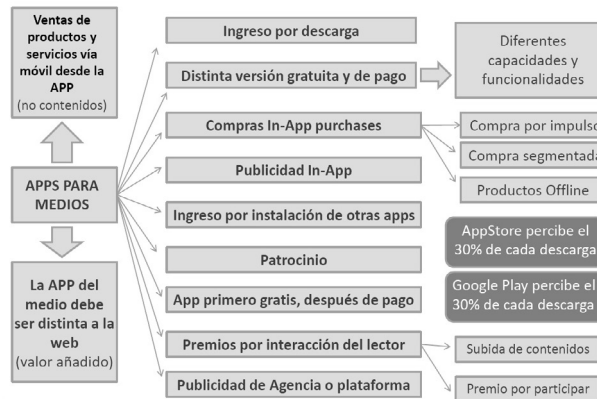 Ventas de
productos y
servicios vía
móvil desde la
APP
(no contenidos)
APPS PARA
MEDIOS
La APP del
medio debe
ser distinta a la
web
(valor añadido)
Ingreso por descarga
Distinta versión gratuita y de pago
Compras In-App purchases
Publicidad In-App
Ingreso por instalación de otras apps
Patrocinio
App primero gratis, después de pago
Premios por interacción del lector
Publicidad de Agencia o plataforma
Diferentes
capacidades y
funcionalidades
Compra por impulso
Compra segmentada
Productos Offline
AppStore percibe el
30% de cada descarga
Google Play percibe el
30% de cada descarga
Subida de contenidos
Premio por participar